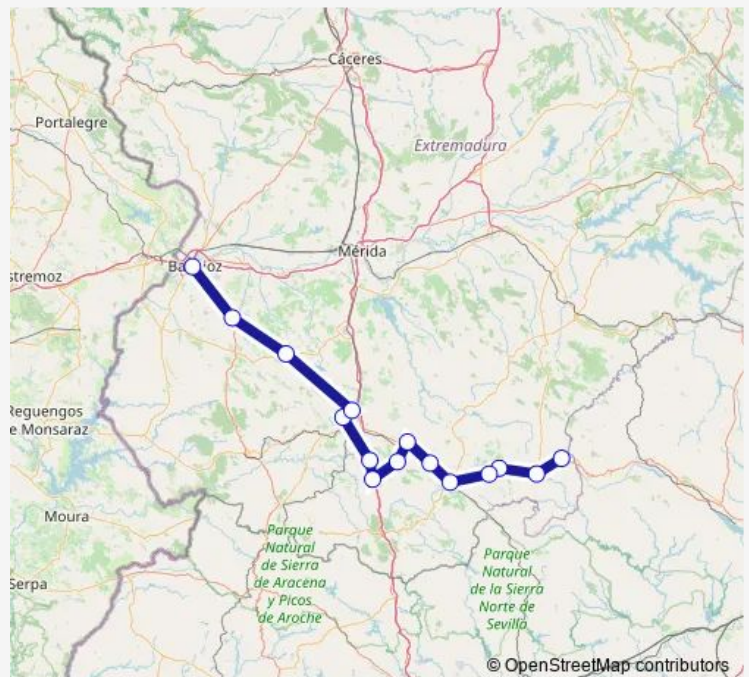 Cáceres
Portalegre
Extremadura
Mérida
stremoz
Reguengos
e Monsaraz
Moura
Parque
Natural
de Sierra
de Aracena
y Picos
de Aroche
Parque
Natural
de la Sierra
Norte de
Sevilla
Serpa
© OpenStreetMap contributors